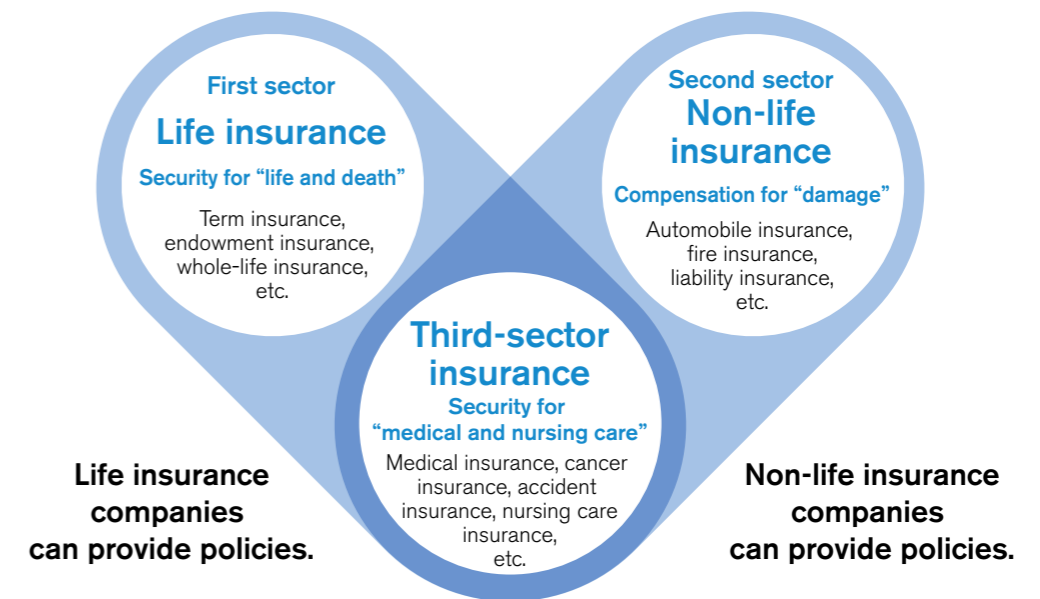 First sector
Life insurance
Security for “life and death”
Term insurance,
endowment insurance,
whole-life insurance,
etc.
Second sector
Non-life
insurance
Compensation for “damage”
Automobile insurance,
fire insurance,
liability insurance,
etc.
Third-sector
insurance
Security for
“medical and nursing care”
Medical insurance, cancer
insurance, accident
insurance, nursing care
insurance,
etc.
Life insurance
companies
can provide policies.
Non-life insurance
companies
can provide policies.